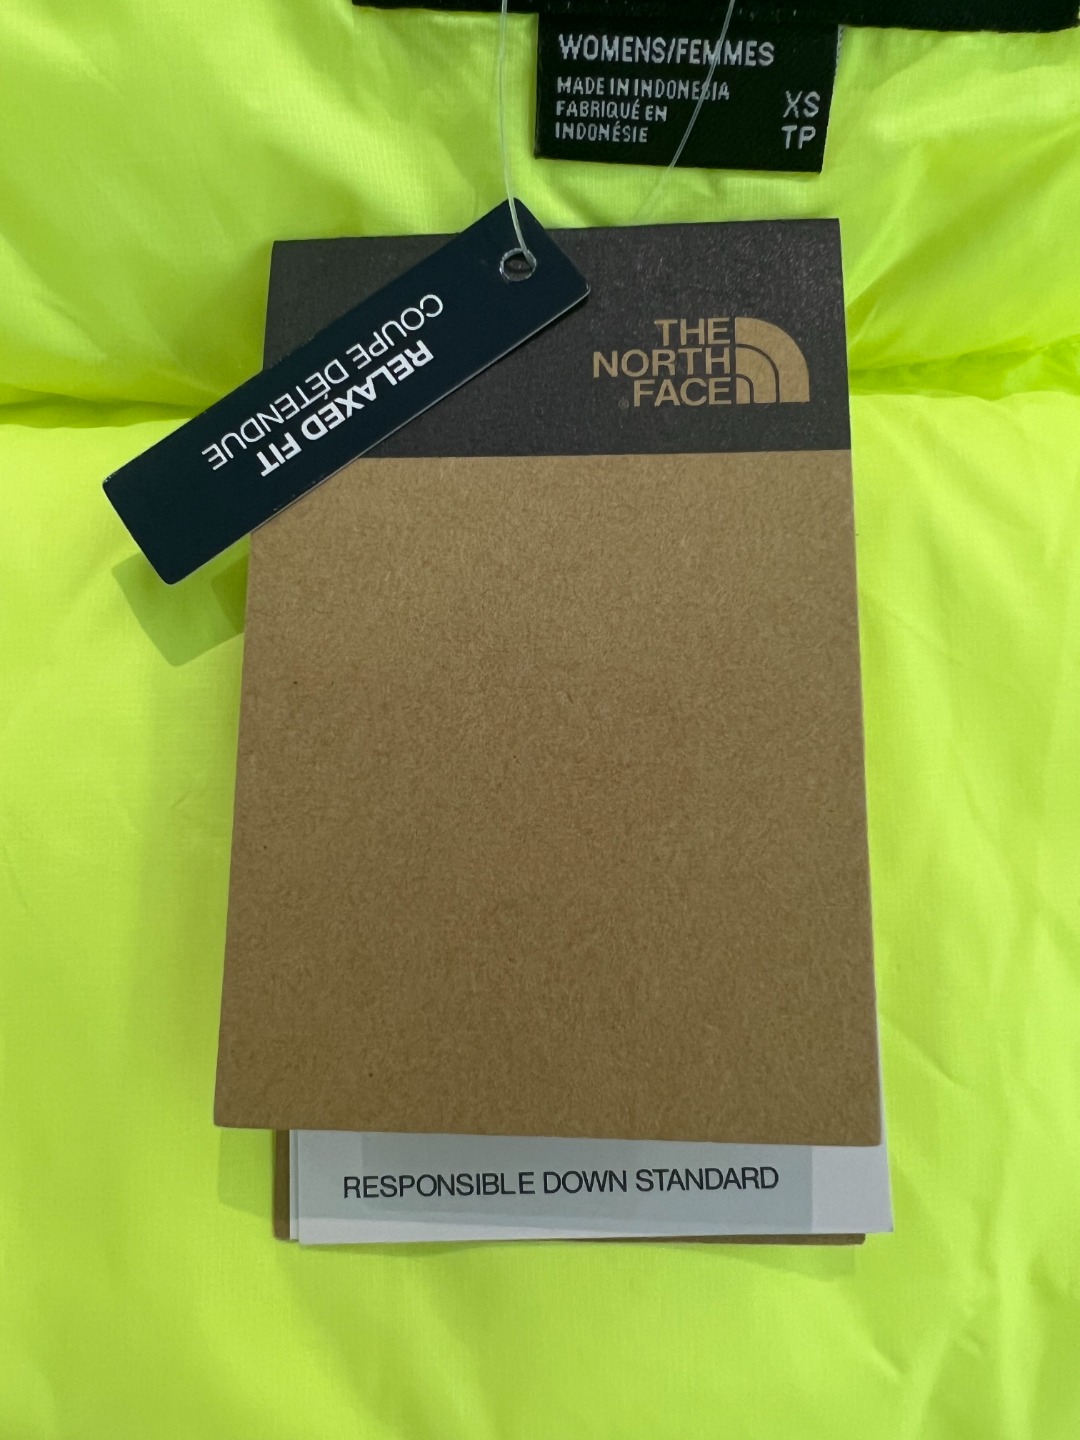 WOMENS/FEMMES
MADE IN INDONESIA
FABRIQUÉ EN
INDONÉSIE
XS
TP
RELAXED FIT
COUPE DÉTENDUE
THE
NORTH
FACE
RESPONSIBLE DOWN STANDARD